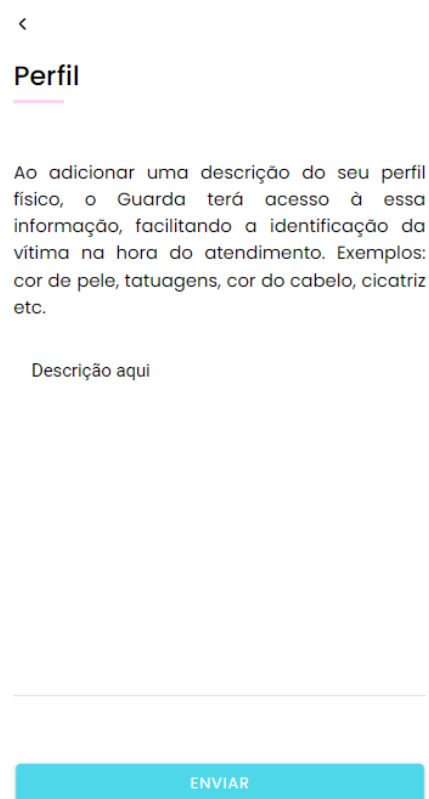 Perfil
Ao adicionar uma descrição do seu perfil
físico, o Guarda terá acesso à essa
informação, facilitando a identificação da
vítima na hora do atendimento. Exemplos:
cor de pele, tatuagens, cor do cabelo, cicatriz
etc.
Descrição aqui
ENVIAR